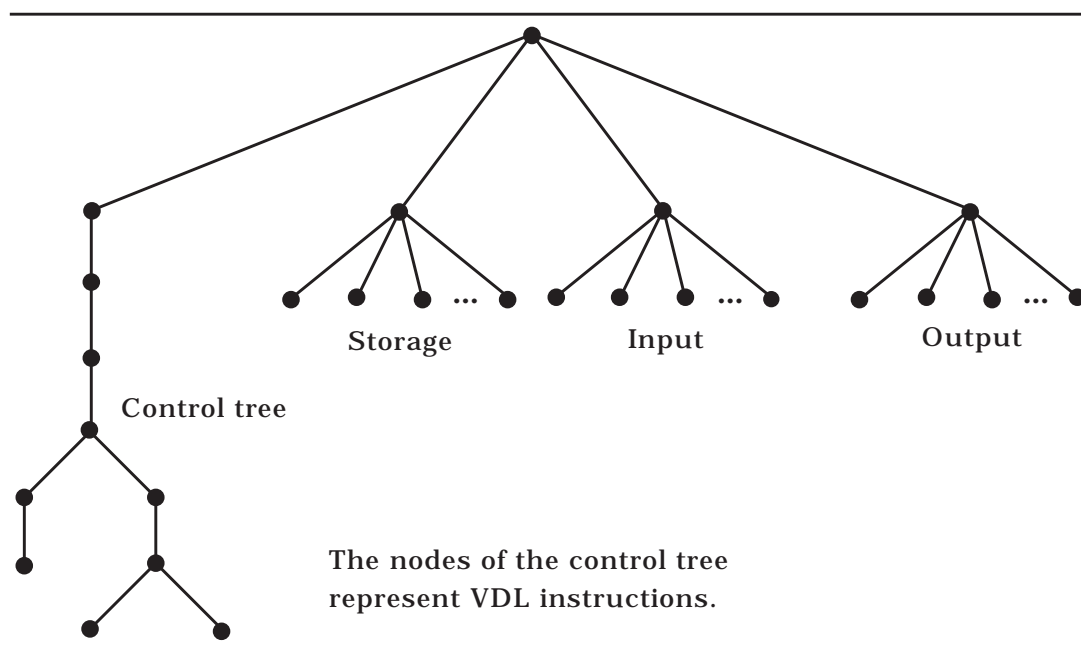 ... ... ...
Storage Input Output
Control tree
The nodes of the control tree
represent VDL instructions.